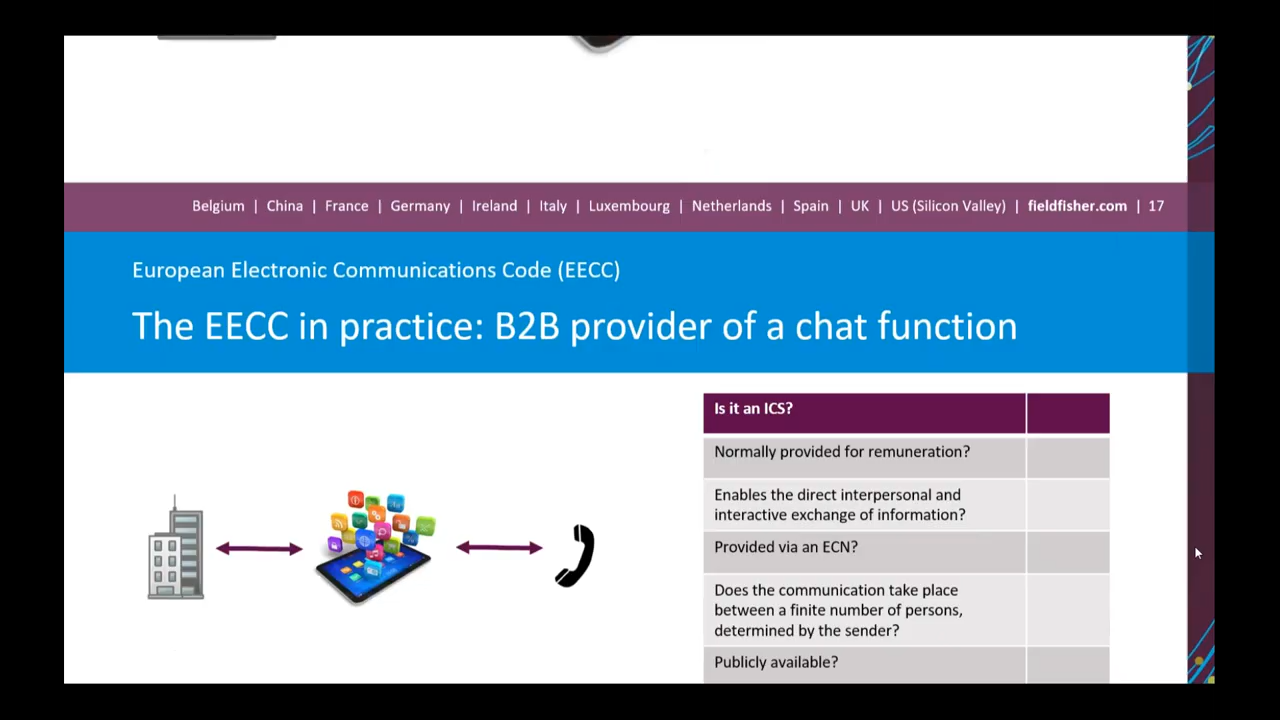 Belgium | China | France | Germany | Ireland | Italy | Luxembourg | Netherlands | Spain | UK | US (Silicon Valley) | fieldfisher.com | 17
European Electronic Communications Code (EECC)
The EECC in practice: B2B provider of a chat function
Is it an ICS?
Normally provided for remuneration?
Enables the direct interpersonal and
interactive exchange of information?
Provided via an ECN?
Does the communication take place
between a finite number of persons,
determined by the sender?
Publicly available?